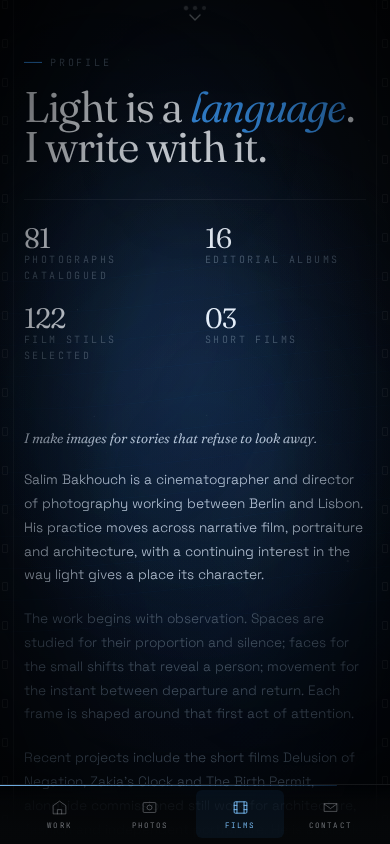 PROFILE
Light is a language.
I write with it.
81
PHOTOGRAPHS
CATALOGUED
16
EDITORIAL ALBUMS
122
FILM STILLS
SELECTED
03
SHORT FILMS
I make images for stories that refuse to look away.
Salim Bakhouch is a cinematographer and director
of photography working between Berlin and Lisbon.
His practice moves across narrative film, portraiture
and architecture, with a continuing interest in the
way light gives a place its character.
The work begins with observation. Spaces are
studied for their proportion and silence; faces for
the small shifts that reveal a person; movement for
the instant between departure and return. Each
frame is shaped around that first act of attention.
Recent projects include the short films Delusion of
Negation, Zakia's Clock and The Birth Permit,
alongside commissioned still work for architecture
WORK
PHOTOS
FILMS
CONTACT